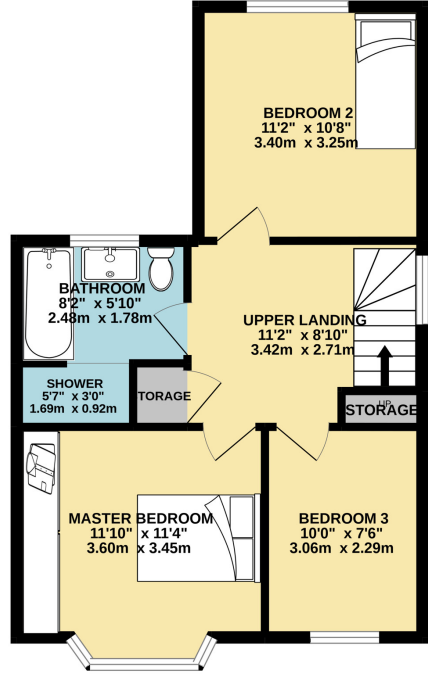 BEDROOM 2
11'2" x 10'8"
3.40m x 3.25m
BATHROOM
8'2" x 5'10"
2.48m x 1.78m
UPPER LANDING
11'2" x 8'10"
3.42m x 2.71m
SHOWER
5'7" x 3'0"
1.69m x 0.92m
TORAGE
UP
STORAGE
MASTER BEDROOM
11'10" x 11'4"
3.60m x 3.45m
BEDROOM 3
10'0" x 7'6"
3.06m x 2.29m